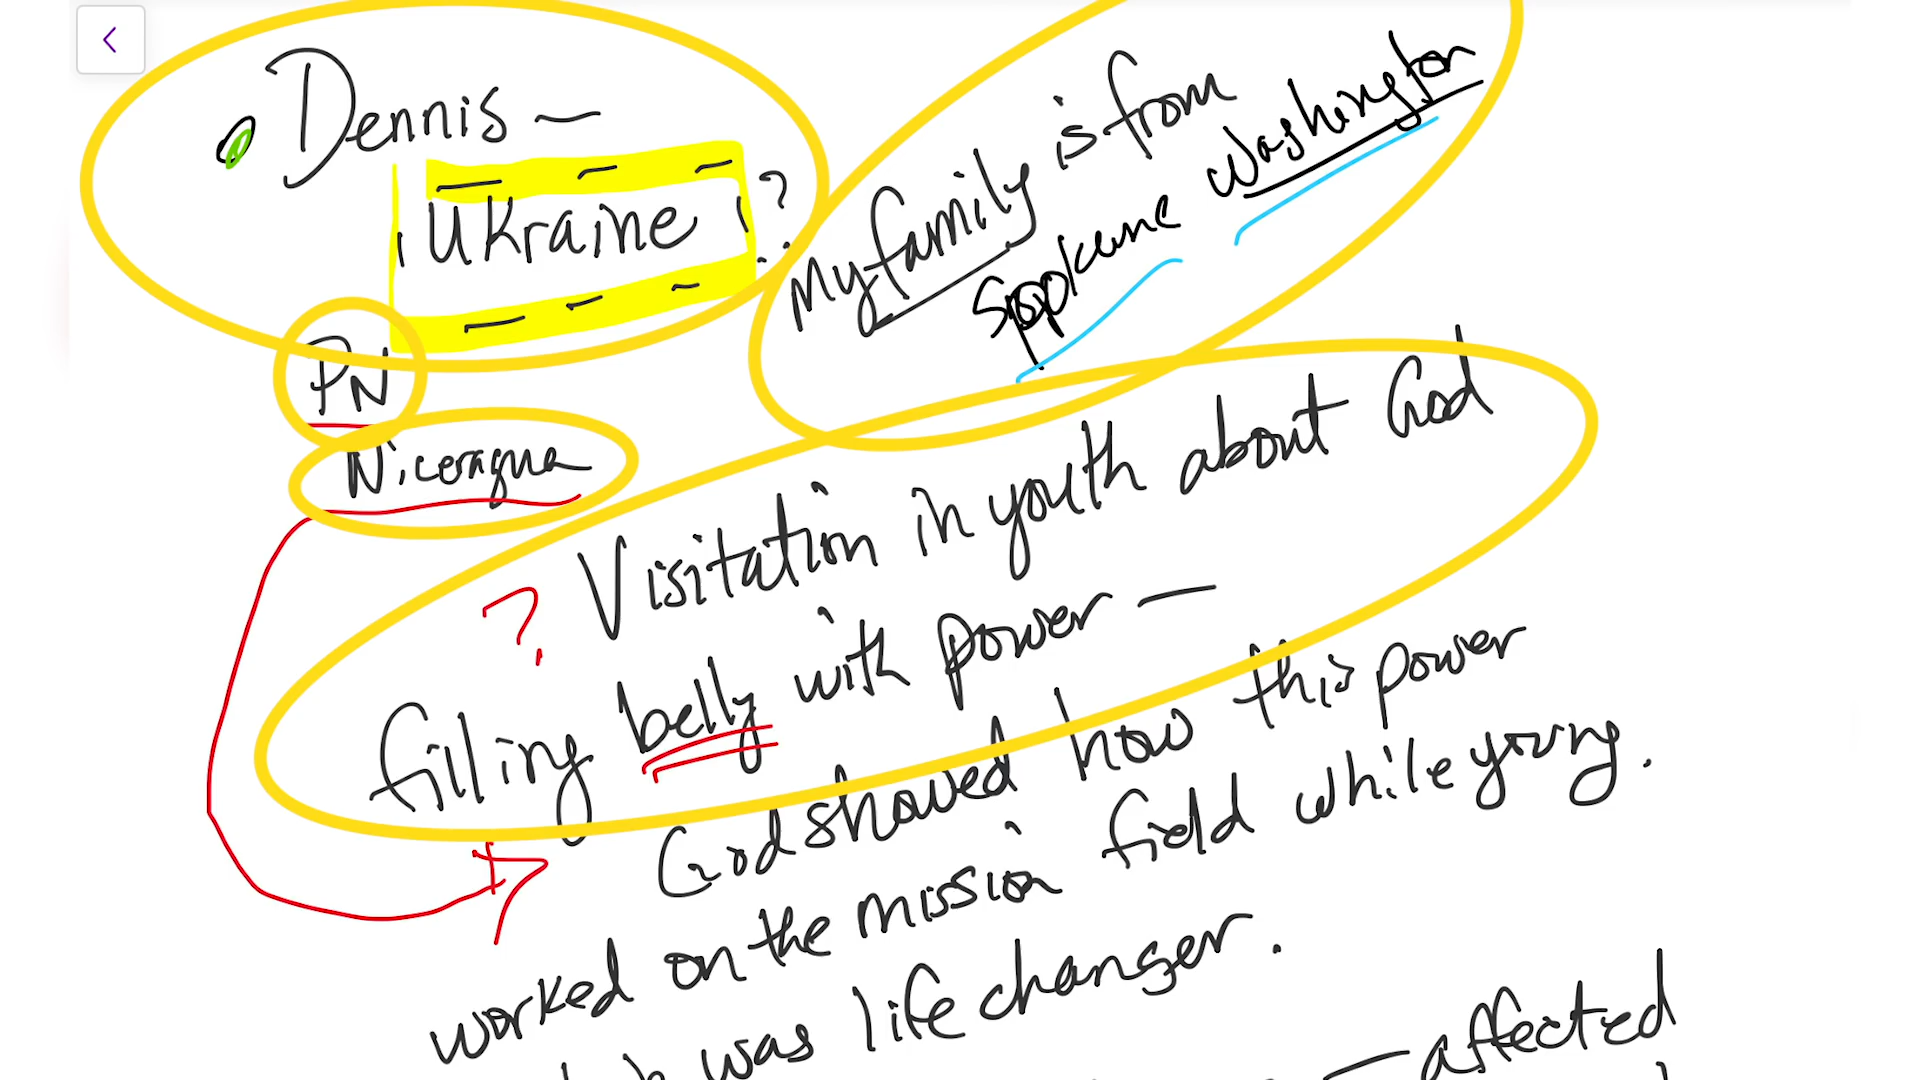 Dennis —
Ukraine ?
My family is from
Spokane Washington
PN
Niceragua
? Visitation in youth about God
filling belly with power —
God showed how this power
worked on the mission field while young.
was life changer.
— affected